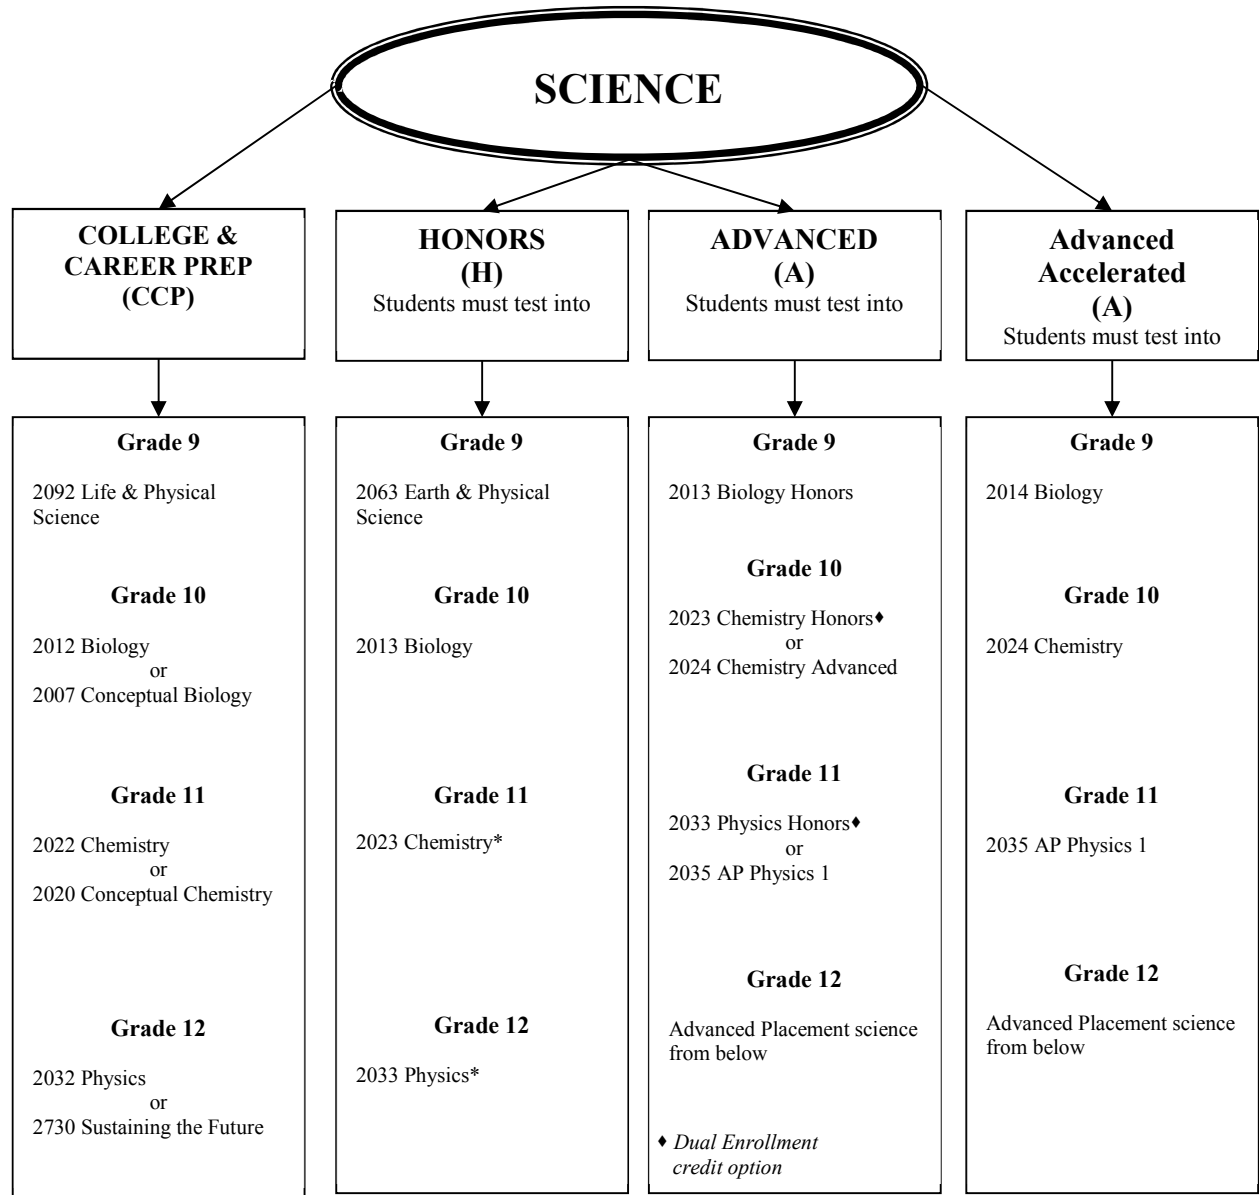 SCIENCE
COLLEGE &
CAREER PREP
(CCP)
HONORS
(H)
Students must test into
ADVANCED
(A)
Students must test into
Advanced
Accelerated
(A)
Students must test into
Grade 9
2092 Life & Physical
Science
Grade 10
2012 Biology
or
2007 Conceptual Biology
Grade 11
2022 Chemistry
or
2020 Conceptual Chemistry
Grade 12
2032 Physics
or
2730 Sustaining the Future
Grade 9
2063 Earth & Physical
Science
Grade 10
2013 Biology
Grade 11
2023 Chemistry*
Grade 12
2033 Physics*
Grade 9
2013 Biology Honors
Grade 10
2023 Chemistry Honors♦
or
2024 Chemistry Advanced
Grade 11
2033 Physics Honors♦
or
2035 AP Physics 1
Grade 12
Advanced Placement science
from below
♦ Dual Enrollment
credit option
Grade 9
2014 Biology
Grade 10
2024 Chemistry
Grade 11
2035 AP Physics 1
Grade 12
Advanced Placement science
from below